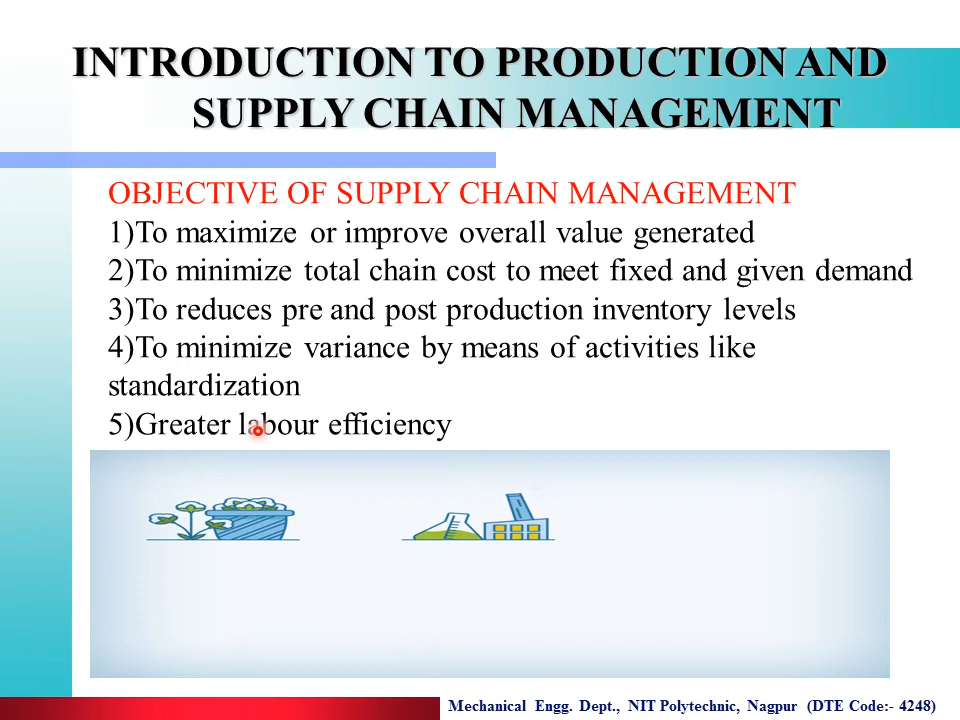 INTRODUCTION TO PRODUCTION AND
SUPPLY CHAIN MANAGEMENT
OBJECTIVE OF SUPPLY CHAIN MANAGEMENT
1)To maximize or improve overall value generated
2)To minimize total chain cost to meet fixed and given demand
3)To reduces pre and post production inventory levels
4)To minimize variance by means of activities like
standardization
5)Greater labour efficiency
Mechanical Engg. Dept., NIT Polytechnic, Nagpur (DTE Code:- 4248)